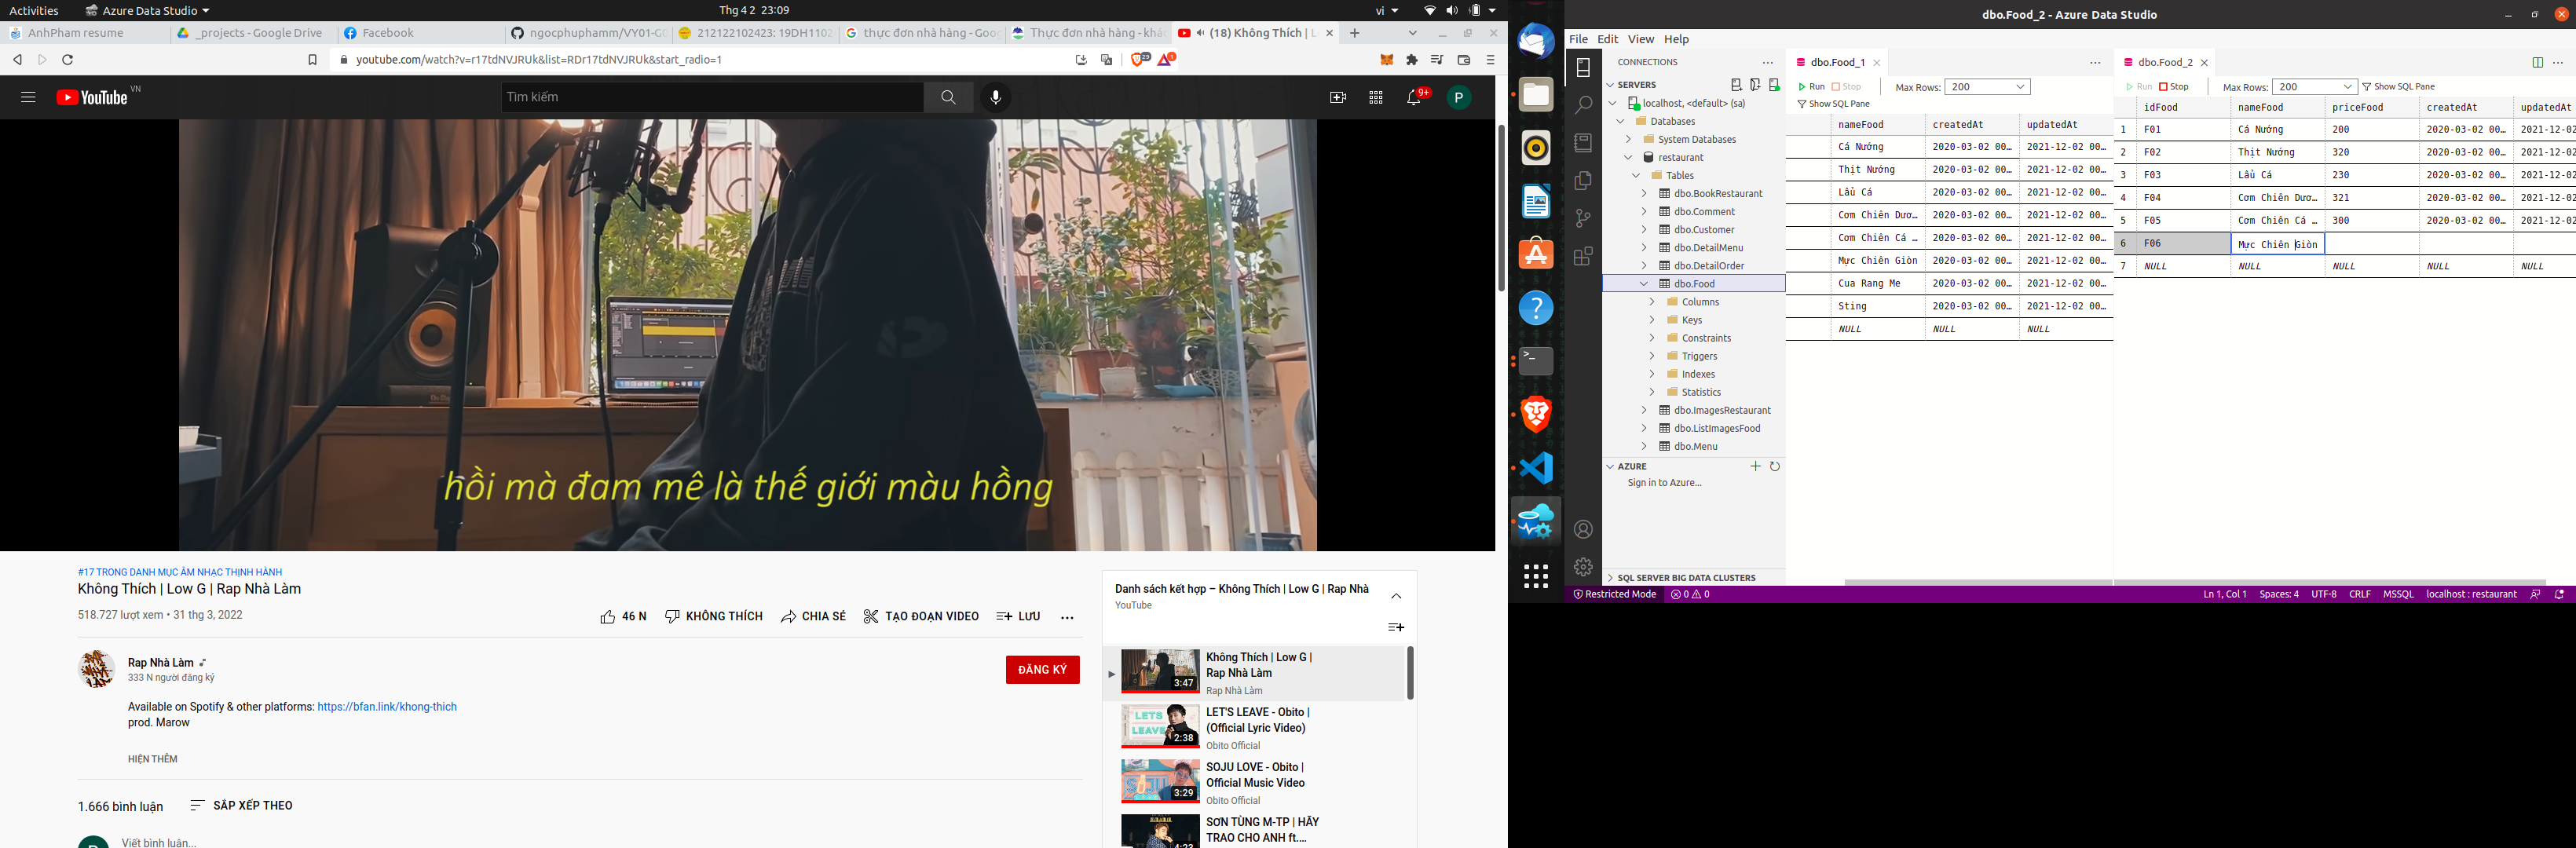 Activities
Azure Data Studio
Thg 4 2 23:09
vi
AnhPham resume
_projects - Google Drive
Facebook
ngocphuphamm/VY01-G
212122102423: 19DH1102
thực đơn nhà hàng - Goo
Thực đơn nhà hàng - khá
(18) Không Thích | L
youtube.com/watch?v=r17tdNVJRUk&list=RDr17tdNVJRUk&start_radio=1
YouTube VN
Tìm kiếm
9+
P
hồi mà đam mê là thế giới màu hồng
#17 TRONG DANH MỤC ÂM NHẠC THỊNH HÀNH
Không Thích | Low G | Rap Nhà Làm
518.727 lượt xem • 31 thg 3, 2022
46 N
KHÔNG THÍCH
CHIA SẺ
TẠO ĐOẠN VIDEO
LƯU
Rap Nhà Làm
333 N người đăng ký
ĐĂNG KÝ
Available on Spotify & other platforms: https://bfan.link/khong-thich
prod. Marow
HIỆN THÊM
1.666 bình luận
SẮP XẾP THEO
Viết bình luận...
Danh sách kết hợp – Không Thích | Low G | Rap Nhà
YouTube
Không Thích | Low G |
Rap Nhà Làm
Rap Nhà Làm
3:47
LET'S LEAVE - Obito |
(Official Lyric Video)
Obito Official
LETS
LEAVE
2:38
SOJU LOVE - Obito |
Official Music Video
Obito Official
3:29
SƠN TÙNG M-TP | HÃY
TRAO CHO ANH ft....
4:23
dbo.Food_2 - Azure Data Studio
File Edit View Help
CONNECTIONS
SERVERS
localhost, <default> (sa)
Databases
System Databases
restaurant
Tables
dbo.BookRestaurant
dbo.Comment
dbo.Customer
dbo.DetailMenu
dbo.DetailOrder
dbo.Food
Columns
Keys
Constraints
Triggers
Indexes
Statistics
dbo.ImagesRestaurant
dbo.ListImagesFood
dbo.Menu
AZURE
Sign in to Azure...
SQL SERVER BIG DATA CLUSTERS
dbo.Food_1
Run Stop Max Rows: 200
Show SQL Pane
nameFood createdAt updatedAt
Cá Nướng 2020-03-02 00… 2021-12-02 00…
Thịt Nướng 2020-03-02 00… 2021-12-02 00…
Lẩu Cá 2020-03-02 00… 2021-12-02 00…
Cơm Chiên Dươ… 2020-03-02 00… 2021-12-02 00…
Cơm Chiên Cá … 2020-03-02 00… 2021-12-02 00…
Mực Chiên Giòn 2020-03-02 00… 2021-12-02 00…
Cua Rang Me 2020-03-02 00… 2021-12-02 00…
Sting 2020-03-02 00… 2021-12-02 00…
NULL NULL NULL
dbo.Food_2
Run Stop Max Rows: 200 Show SQL Pane
idFood nameFood priceFood createdAt updatedAt
1 F01 Cá Nướng 200 2020-03-02 00… 2021-12-02
2 F02 Thịt Nướng 320 2020-03-02 00… 2021-12-02
3 F03 Lẩu Cá 230 2020-03-02 00… 2021-12-02
4 F04 Cơm Chiên Dươ… 321 2020-03-02 00… 2021-12-02
5 F05 Cơm Chiên Cá … 300 2020-03-02 00… 2021-12-02
6 F06 Mực Chiên Giòn
7 NULL NULL NULL NULL NULL
Restricted Mode
0 0
Ln 1, Col 1
Spaces: 4
UTF-8
CRLF
MSSQL
localhost : restaurant